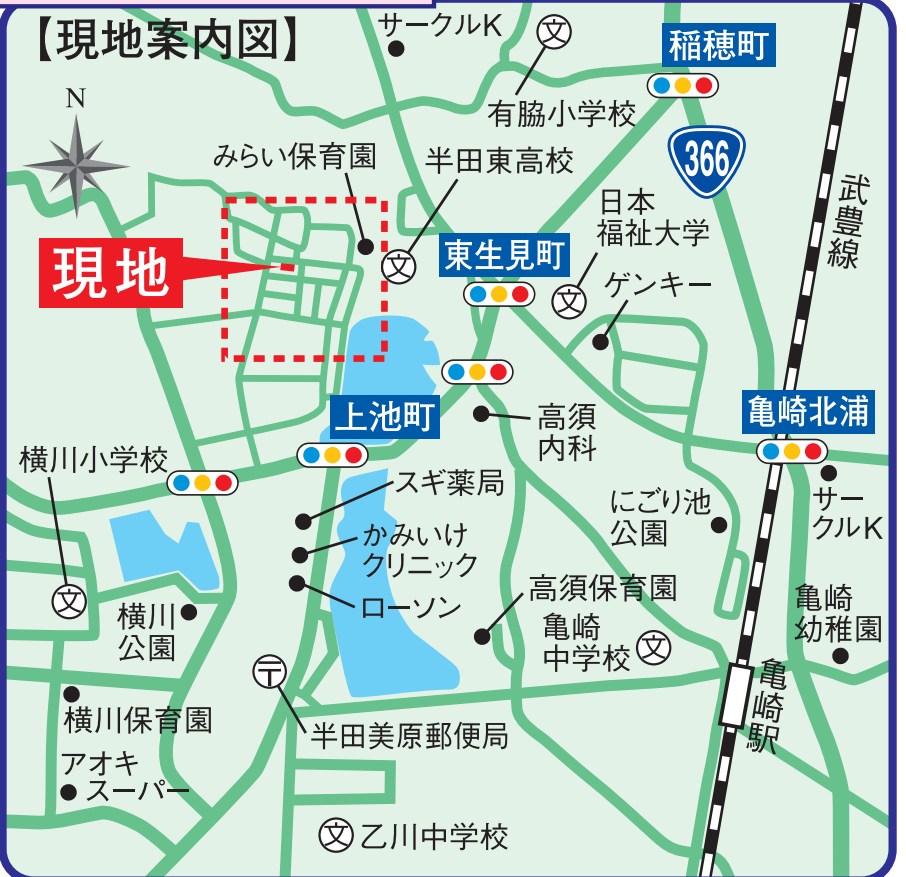 【現地案内図】
サークルK
文
稲穂町
有脇小学校
N
366
みらい保育園
半田東高校
文
日本
福祉大学
文
武豊線
現地
東生見町
ゲンキー
上池町
高須
内科
亀崎北浦
横川小学校
文
スギ薬局
にごり池
公園
サー
クルK
かみいけ
クリニック
ローソン
高須保育園
横川
公園
亀崎
中学校
文
亀崎
幼稚園
〒
亀崎駅
横川保育園
半田美原郵便局
アオキ
スーパー
文
乙川中学校